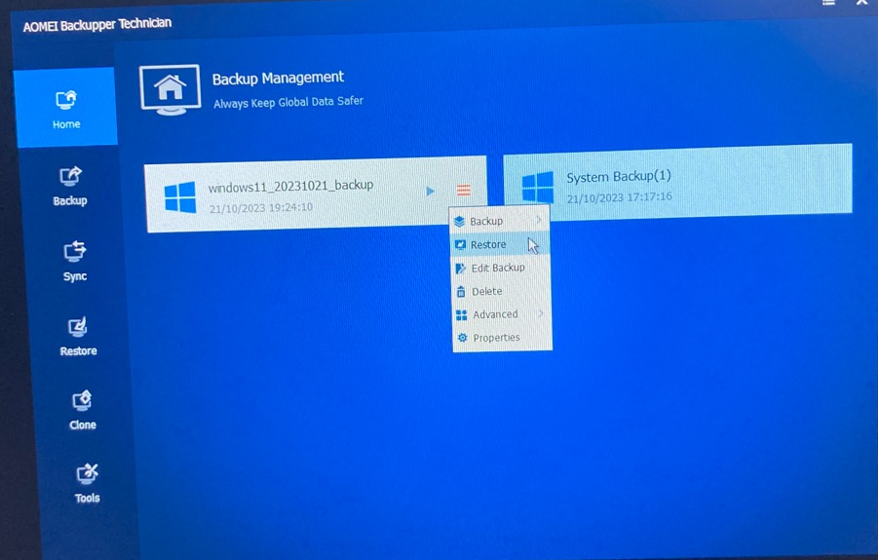 AOMEI Backupper Technician
Home
Backup
Sync
Restore
Clone
Tools
Backup Management
Always Keep Global Data Safer
windows11_20231021_backup
21/10/2023 19:24:10
System Backup(1)
21/10/2023 17:17:16
Backup
Restore
Edit Backup
Delete
Advanced
Properties